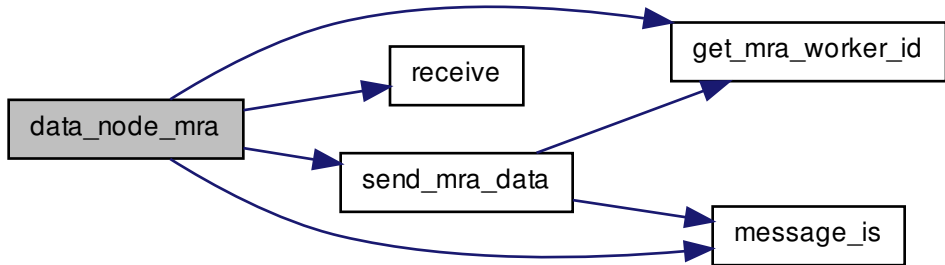 get_mra_worker_id
receive
data_node_mra
send_mra_data
message_is